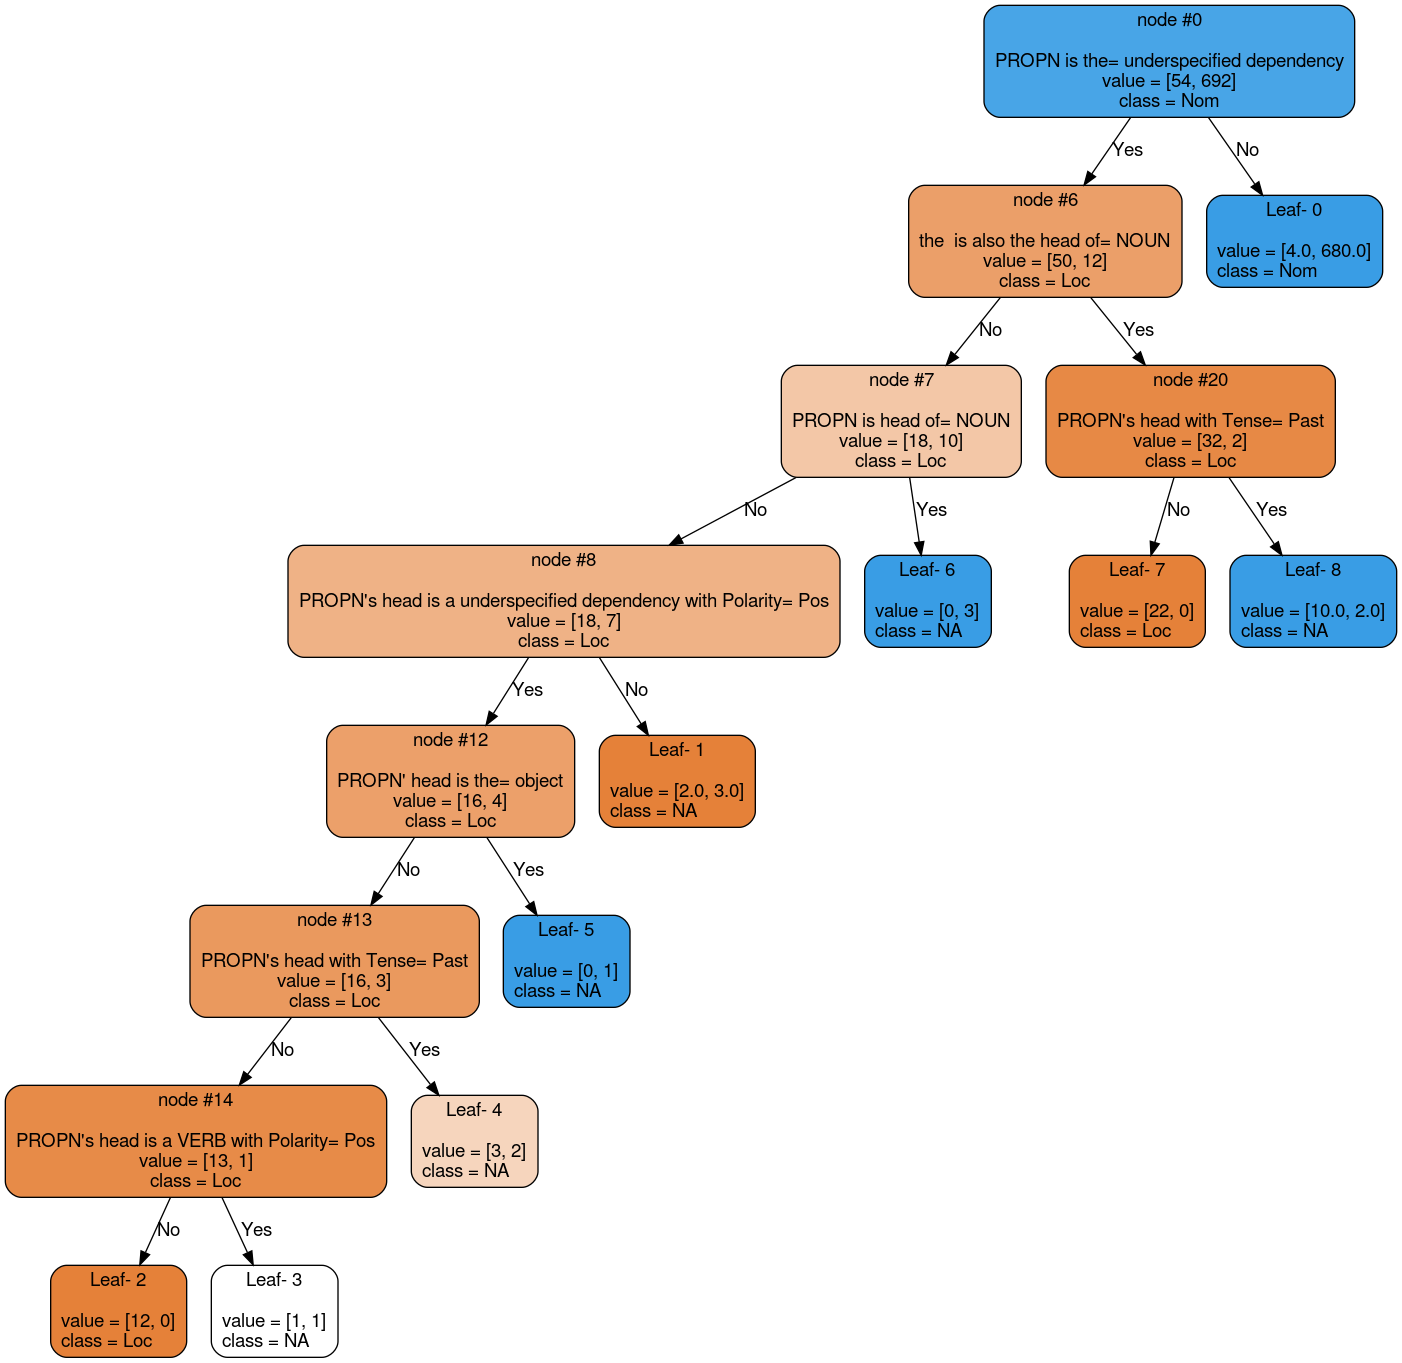 node #0
PROPN is the= underspecified dependency
value = [54, 692]
class = Nom
Yes
No
node #6
the  is also the head of= NOUN
value = [50, 12]
class = Loc
Leaf- 0
value = [4.0, 680.0]
class = Nom
No
Yes
node #7
PROPN is head of= NOUN
value = [18, 10]
class = Loc
node #20
PROPN's head with Tense= Past
value = [32, 2]
class = Loc
No
Yes
No
Yes
node #8
PROPN's head is a underspecified dependency with Polarity= Pos
value = [18, 7]
class = Loc
Leaf- 6
value = [0, 3]
class = NA
Leaf- 7
value = [22, 0]
class = Loc
Leaf- 8
value = [10.0, 2.0]
class = NA
Yes
No
node #12
PROPN' head is the= object
value = [16, 4]
class = Loc
Leaf- 1
value = [2.0, 3.0]
class = NA
No
Yes
node #13
PROPN's head with Tense= Past
value = [16, 3]
class = Loc
Leaf- 5
value = [0, 1]
class = NA
No
Yes
node #14
PROPN's head is a VERB with Polarity= Pos
value = [13, 1]
class = Loc
Leaf- 4
value = [3, 2]
class = NA
No
Yes
Leaf- 2
value = [12, 0]
class = Loc
Leaf- 3
value = [1, 1]
class = NA